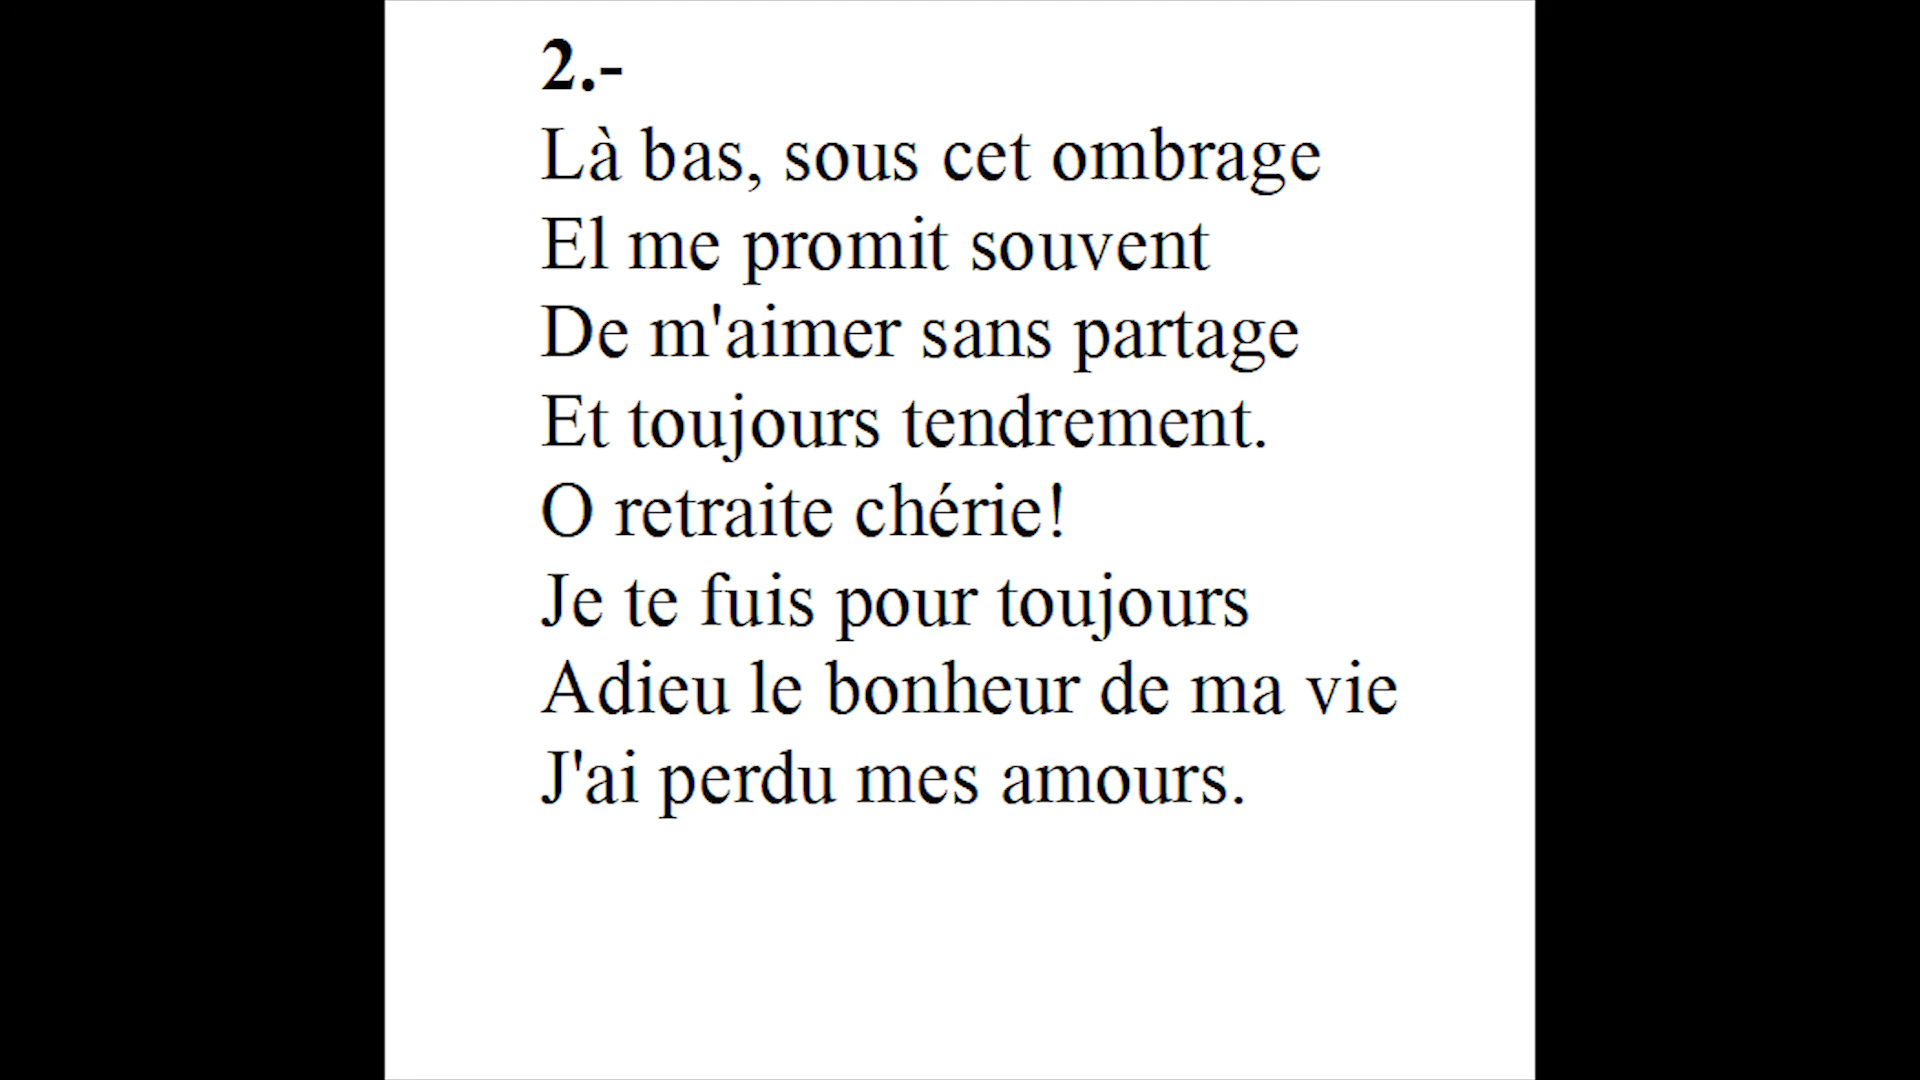 2.-
Là bas, sous cet ombrage
El me promit souvent
De m'aimer sans partage
Et toujours tendrement.
O retraite chérie!
Je te fuis pour toujours
Adieu le bonheur de ma vie
J'ai perdu mes amours.